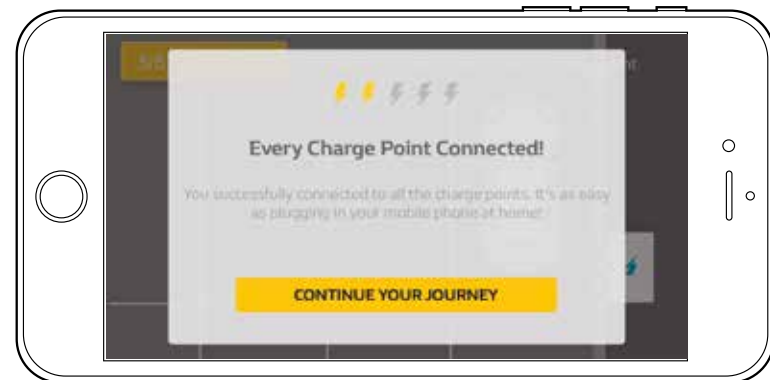 Every Charge Point Connected!
You successfully connected to all the charge points. It's as easy
as plugging in your mobile phone at home!
CONTINUE YOUR JOURNEY